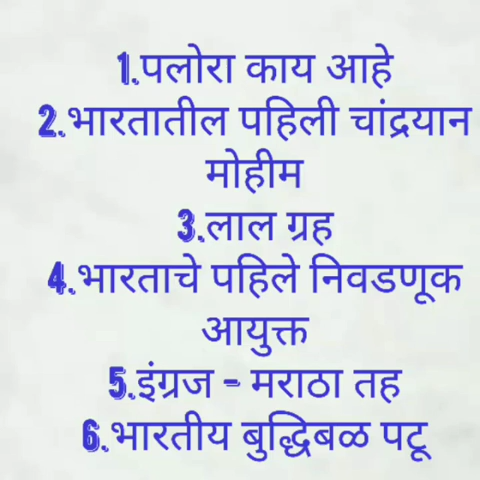 1.पलोरा काय आहे
2.भारतातील पहिली चांद्रयान
मोहीम
3.लाल ग्रह
4.भारताचे पहिले निवडणूक
आयुक्त
5.इंग्रज - मराठा तह
6.भारतीय बुद्धिबळ पटू